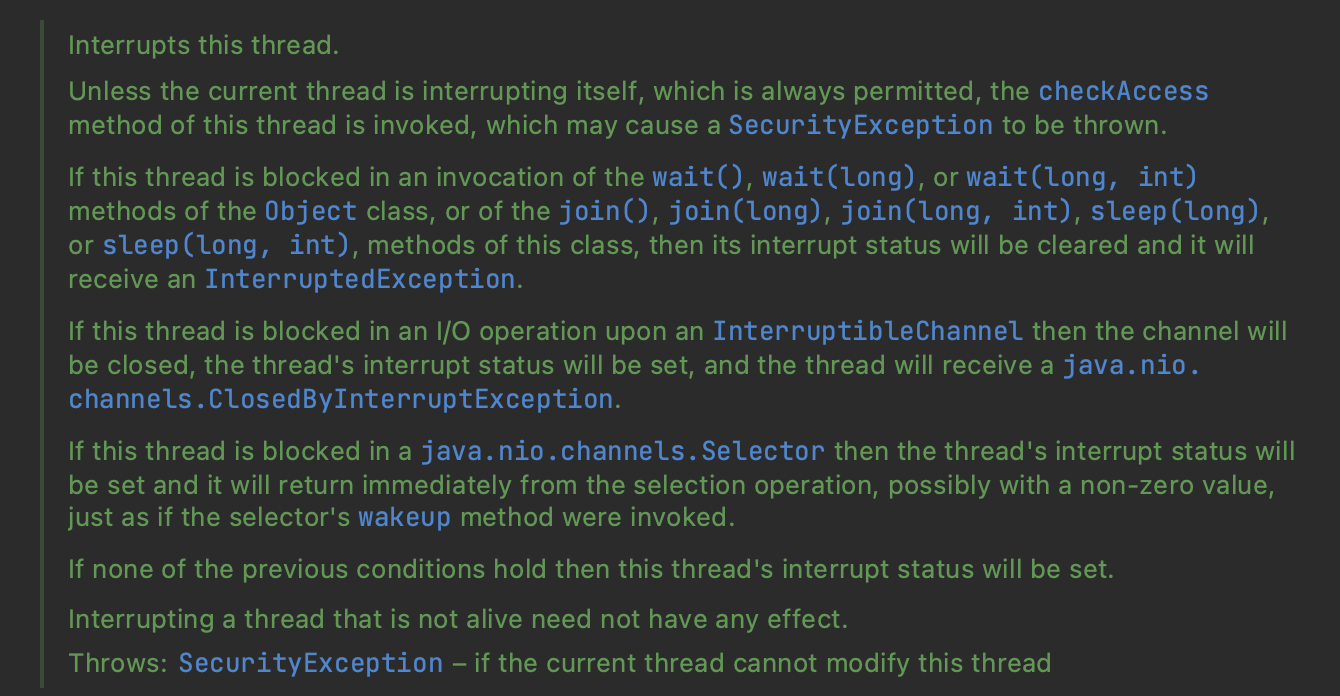 Interrupts this thread.
Unless the current thread is interrupting itself, which is always permitted, the checkAccess
method of this thread is invoked, which may cause a SecurityException to be thrown.
If this thread is blocked in an invocation of the wait(), wait(long), or wait(long, int)
methods of the Object class, or of the join(), join(long), join(long, int), sleep(long),
or sleep(long, int), methods of this class, then its interrupt status will be cleared and it will
receive an InterruptedException.
If this thread is blocked in an I/O operation upon an InterruptibleChannel then the channel will
be closed, the thread's interrupt status will be set, and the thread will receive a java.nio.
channels.ClosedByInterruptException.
If this thread is blocked in a java.nio.channels.Selector then the thread's interrupt status will
be set and it will return immediately from the selection operation, possibly with a non-zero value,
just as if the selector's wakeup method were invoked.
If none of the previous conditions hold then this thread's interrupt status will be set.
Interrupting a thread that is not alive need not have any effect.
Throws: SecurityException – if the current thread cannot modify this thread